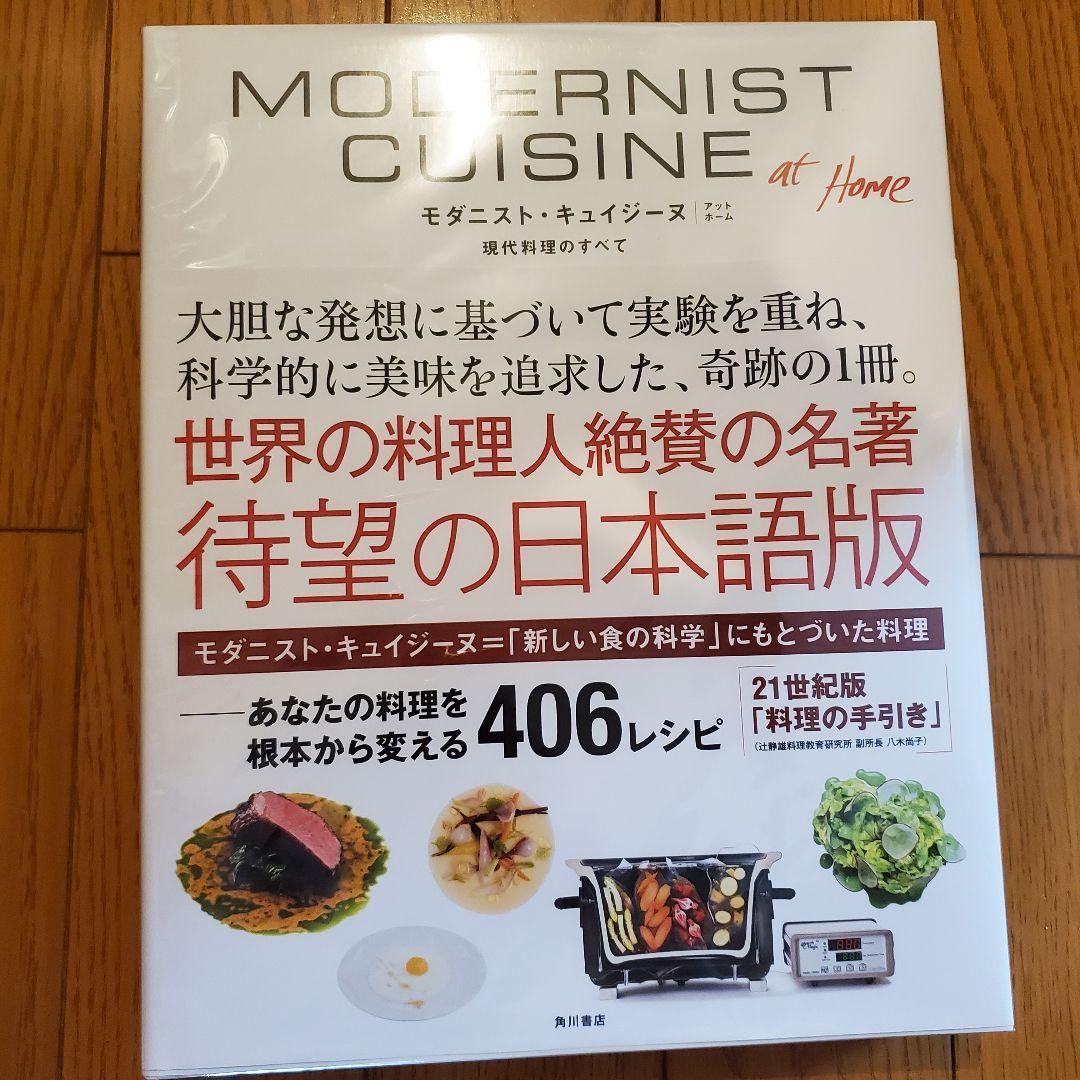 MODERNIST
CUISINE
at Home
モダニスト・キュイジーヌ
アット
ホーム
現代料理のすべて
大胆な発想に基づいて実験を重ね、
科学的に美味を追求した、奇跡の1冊。
世界の料理人絶賛の名著
待望の日本語版
モダニスト・キュイジーヌ=「新しい食の科学」にもとづいた料理
——あなたの料理を
根本から変える
406レシピ
21世紀版
「料理の手引き」
(辻静雄料理教育研究所 副所長 八木尚子)
角川書店